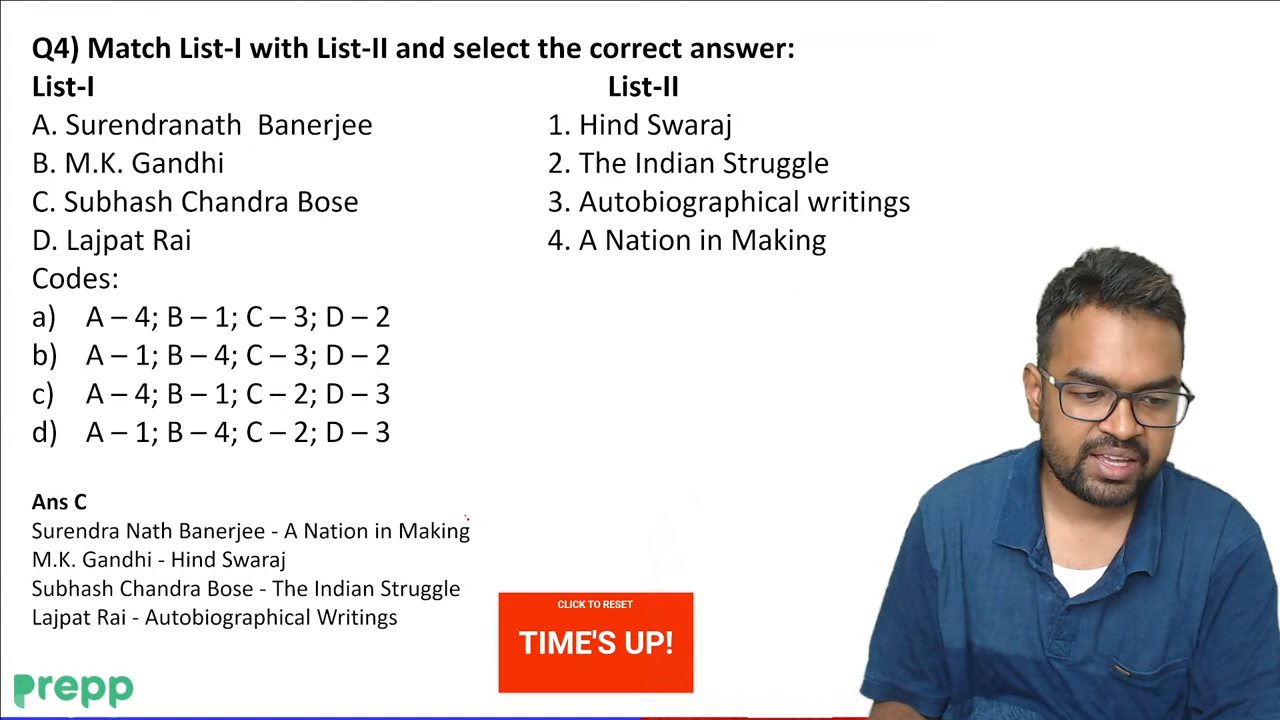 Q4) Match List-I with List-II and select the correct answer:
List-I List-II
A. Surendranath Banerjee 1. Hind Swaraj
B. M.K. Gandhi 2. The Indian Struggle
C. Subhash Chandra Bose 3. Autobiographical writings
D. Lajpat Rai 4. A Nation in Making
Codes:
a) A – 4; B – 1; C – 3; D – 2
b) A – 1; B – 4; C – 3; D – 2
c) A – 4; B – 1; C – 2; D – 3
d) A – 1; B – 4; C – 2; D – 3
Ans C
Surendra Nath Banerjee - A Nation in Making
M.K. Gandhi - Hind Swaraj
Subhash Chandra Bose - The Indian Struggle
Lajpat Rai - Autobiographical Writings
CLICK TO RESET
TIME'S UP!
prepp